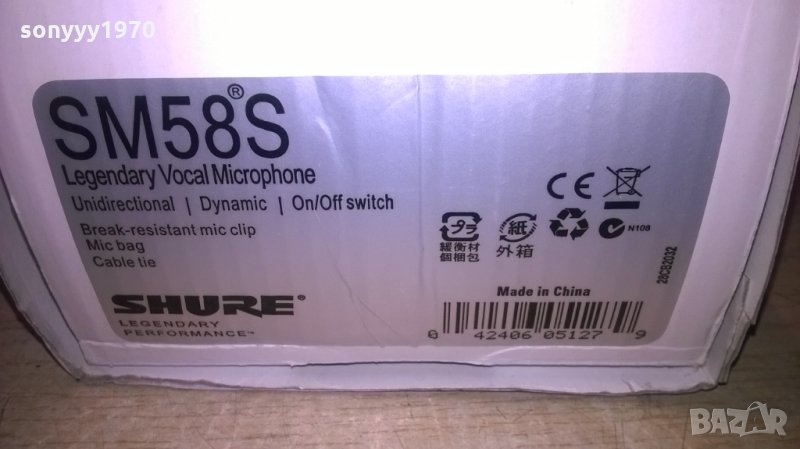 sonyyy1970
SM58®S
Legendary Vocal Microphone
Unidirectional | Dynamic | On/Off switch
Break-resistant mic clip
Mic bag
Cable tie
SHURE®
LEGENDARY
PERFORMANCE™
CE
プラ
緩衝材
個梱包
紙
外箱
N108
28CB2032
Made in China
0 42406 05127 9
BAZAR